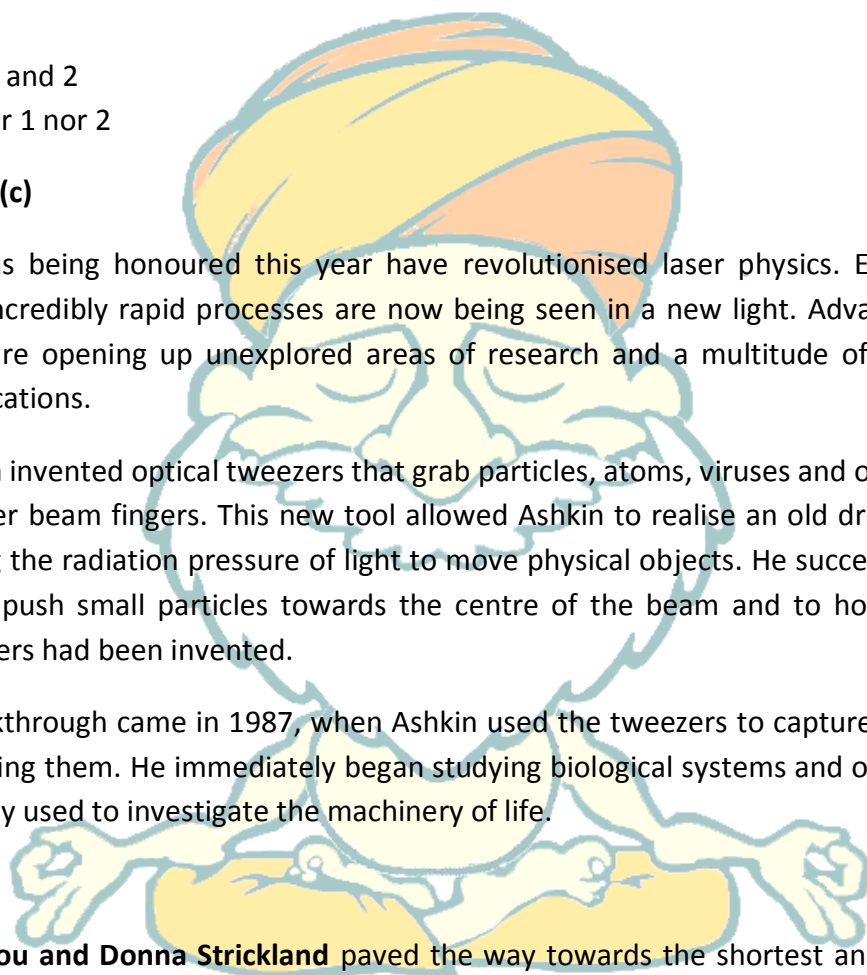 and 2
r 1 nor 2
(c)
s being honoured this year have revolutionised laser physics. E
ncredibly rapid processes are now being seen in a new light. Adva
re opening up unexplored areas of research and a multitude of
cations.
invented optical tweezers that grab particles, atoms, viruses and o
er beam fingers. This new tool allowed Ashkin to realise an old dr
g the radiation pressure of light to move physical objects. He succe
push small particles towards the centre of the beam and to ho
ers had been invented.
kthrough came in 1987, when Ashkin used the tweezers to capture
ing them. He immediately began studying biological systems and o
y used to investigate the machinery of life.
ou and Donna Strickland paved the way towards the shortest an